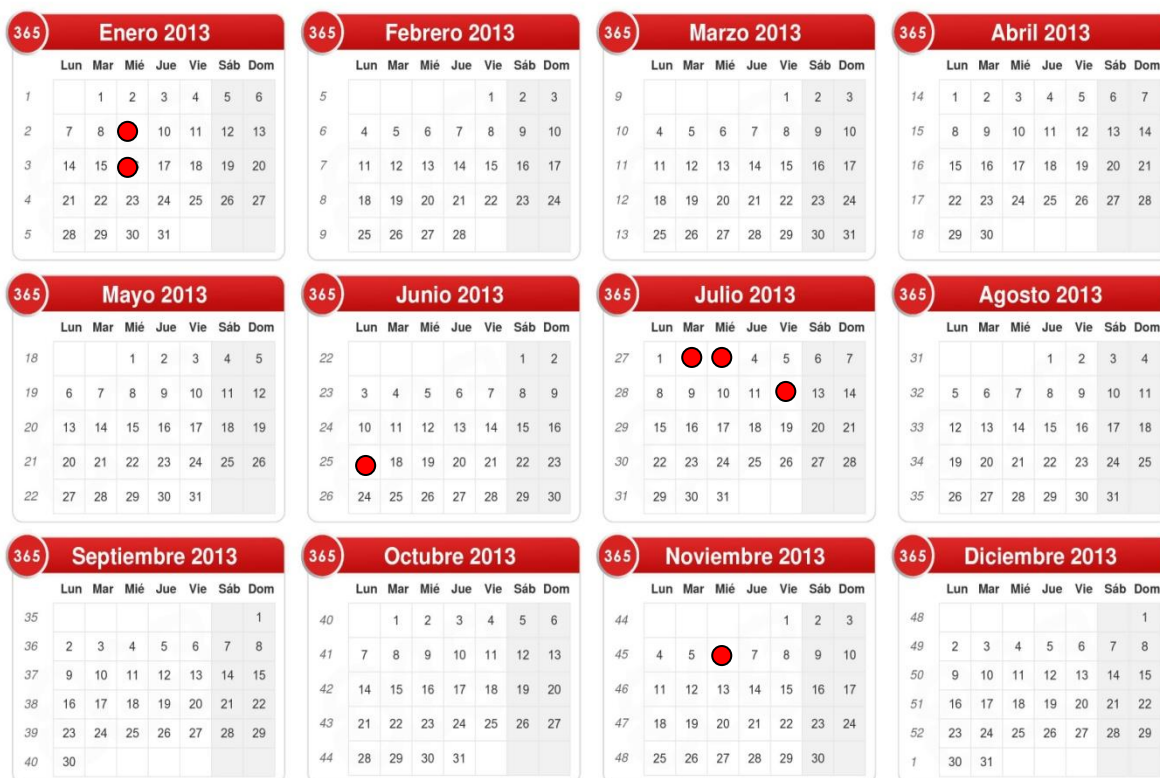 365 Enero 2013
Lun Mar Mié Jue Vie Sáb Dom
1 1 2 3 4 5 6
2 7 8 10 11 12 13
3 14 15 17 18 19 20
4 21 22 23 24 25 26 27
5 28 29 30 31
365 Febrero 2013
Lun Mar Mié Jue Vie Sáb Dom
5 1 2 3
6 4 5 6 7 8 9 10
7 11 12 13 14 15 16 17
8 18 19 20 21 22 23 24
9 25 26 27 28
365 Marzo 2013
Lun Mar Mié Jue Vie Sáb Dom
9 1 2 3
10 4 5 6 7 8 9 10
11 11 12 13 14 15 16 17
12 18 19 20 21 22 23 24
13 25 26 27 28 29 30 31
365 Abril 2013
Lun Mar Mié Jue Vie Sáb Dom
14 1 2 3 4 5 6 7
15 8 9 10 11 12 13 14
16 15 16 17 18 19 20 21
17 22 23 24 25 26 27 28
18 29 30
365 Mayo 2013
Lun Mar Mié Jue Vie Sáb Dom
18 1 2 3 4 5
19 6 7 8 9 10 11 12
20 13 14 15 16 17 18 19
21 20 21 22 23 24 25 26
22 27 28 29 30 31
365 Junio 2013
Lun Mar Mié Jue Vie Sáb Dom
22 1 2
23 3 4 5 6 7 8 9
24 10 11 12 13 14 15 16
25 18 19 20 21 22 23
26 24 25 26 27 28 29 30
365 Julio 2013
Lun Mar Mié Jue Vie Sáb Dom
27 1 4 5 6 7
28 8 9 10 11 13 14
29 15 16 17 18 19 20 21
30 22 23 24 25 26 27 28
31 29 30 31
365 Agosto 2013
Lun Mar Mié Jue Vie Sáb Dom
31 1 2 3 4
32 5 6 7 8 9 10 11
33 12 13 14 15 16 17 18
34 19 20 21 22 23 24 25
35 26 27 28 29 30 31
365 Septiembre 2013
Lun Mar Mié Jue Vie Sáb Dom
35 1
36 2 3 4 5 6 7 8
37 9 10 11 12 13 14 15
38 16 17 18 19 20 21 22
39 23 24 25 26 27 28 29
40 30
365 Octubre 2013
Lun Mar Mié Jue Vie Sáb Dom
40 1 2 3 4 5 6
41 7 8 9 10 11 12 13
42 14 15 16 17 18 19 20
43 21 22 23 24 25 26 27
44 28 29 30 31
365 Noviembre 2013
Lun Mar Mié Jue Vie Sáb Dom
44 1 2 3
45 4 5 7 8 9 10
46 11 12 13 14 15 16 17
47 18 19 20 21 22 23 24
48 25 26 27 28 29 30
365 Diciembre 2013
Lun Mar Mié Jue Vie Sáb Dom
48 1
49 2 3 4 5 6 7 8
50 9 10 11 12 13 14 15
51 16 17 18 19 20 21 22
52 23 24 25 26 27 28 29
1 30 31